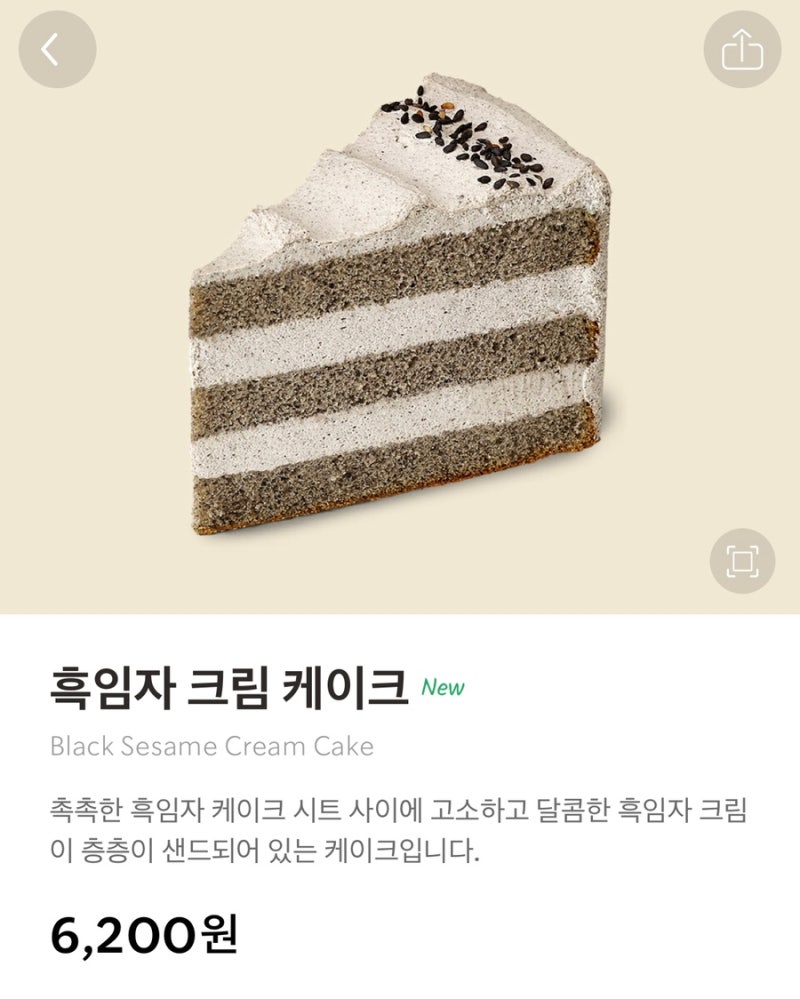 흑임자 크림 케이크 New
Black Sesame Cream Cake
촉촉한 흑임자 케이크 시트 사이에 고소하고 달콤한 흑임자 크림
이 층층이 샌드되어 있는 케이크입니다.
6,200원